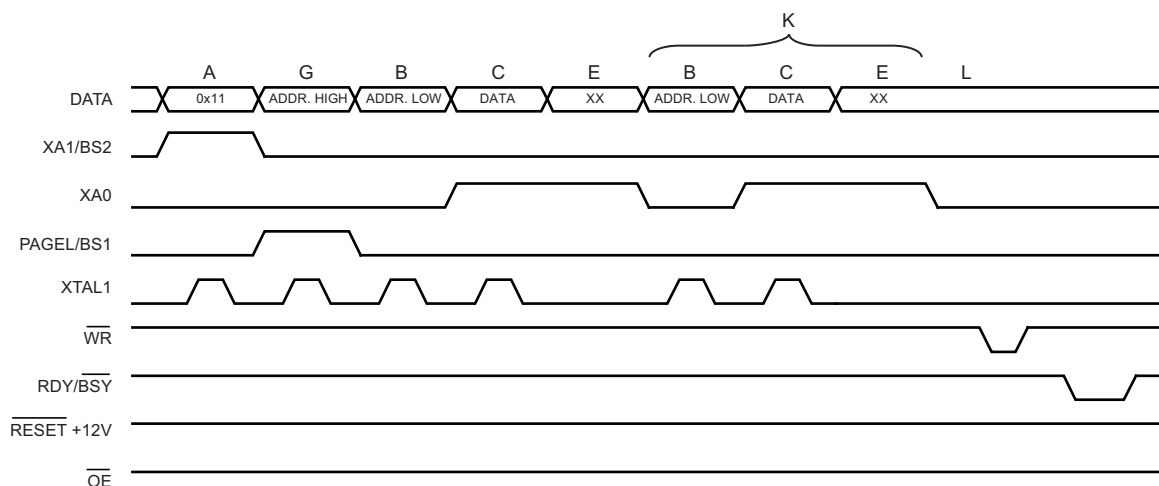 K
A G B C E B C E L
DATA 0x11 ADDR. HIGH ADDR. LOW DATA XX ADDR. LOW DATA XX
XA1/BS2
XA0
PAGEL/BS1
XTAL1
WR
RDY/BSY
RESET +12V
OE